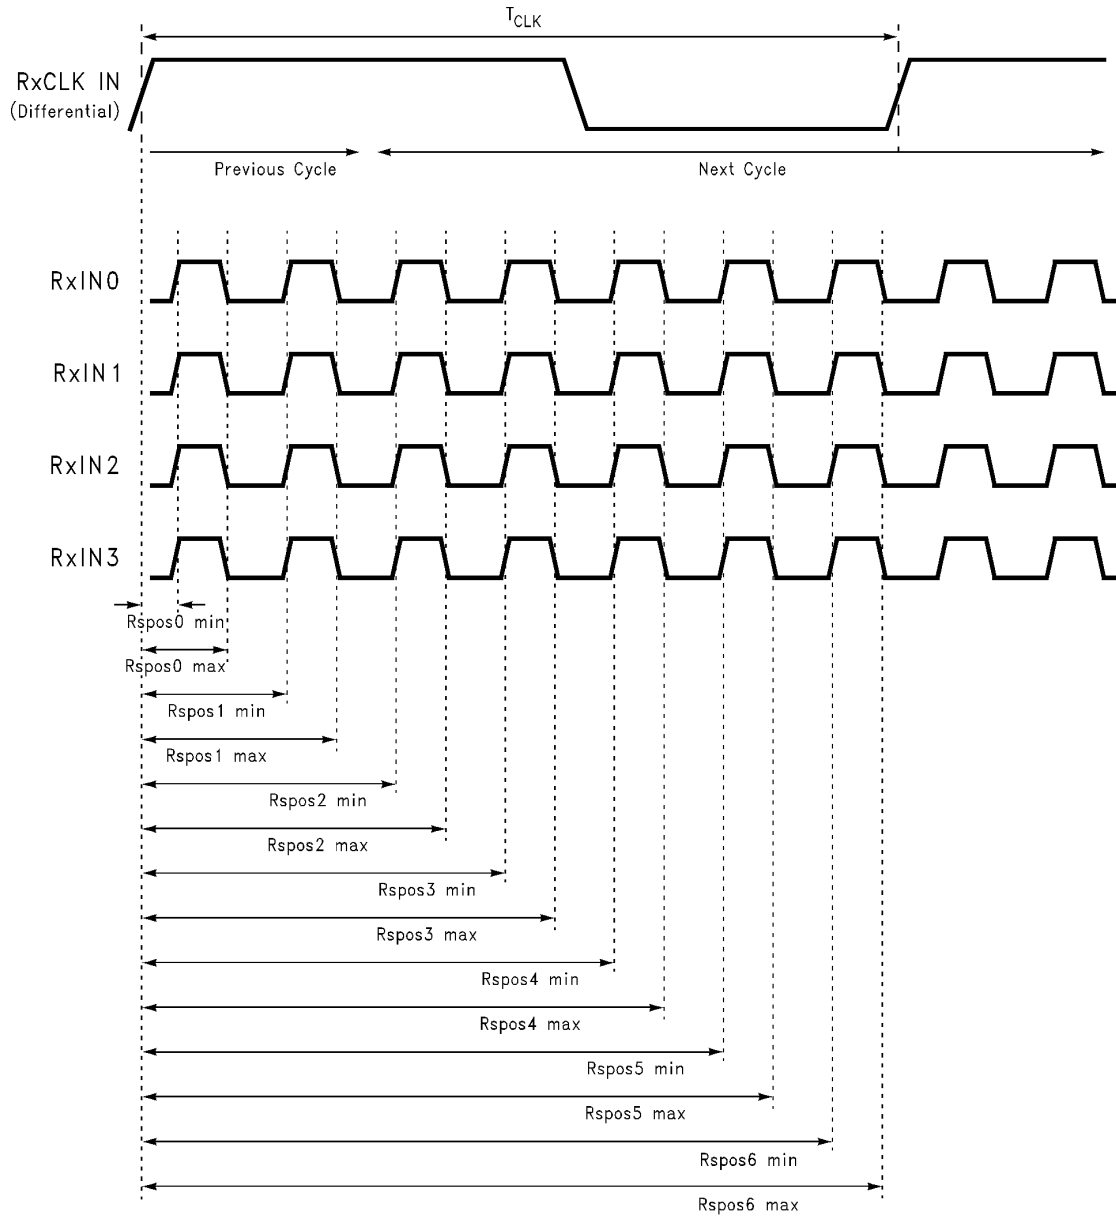 TCLK
RxCLK IN
(Differential)
Previous Cycle
Next Cycle
RxIN0
RxIN1
RxIN2
RxIN3
Rspos0 min
Rspos0 max
Rspos1 min
Rspos1 max
Rspos2 min
Rspos2 max
Rspos3 min
Rspos3 max
Rspos4 min
Rspos4 max
Rspos5 min
Rspos5 max
Rspos6 min
Rspos6 max